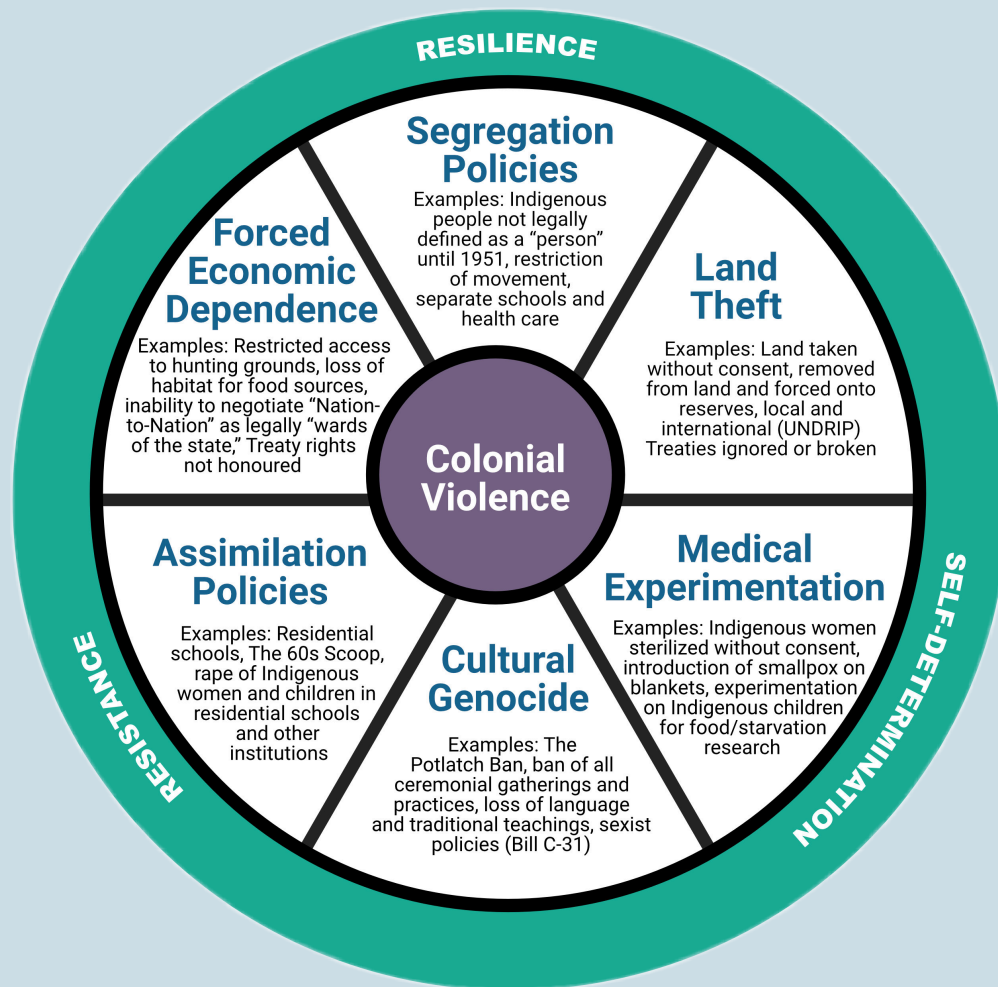 RESILIENCE
Segregation
Policies
Examples: Indigenous
people not legally
defined as a “person”
until 1951, restriction
of movement,
separate schools and
health care
Land
Theft
Examples: Land taken
without consent, removed
from land and forced onto
reserves, local and
international (UNDRIP)
Treaties ignored or broken
Medical
Experimentation
Examples: Indigenous women
sterilized without consent,
introduction of smallpox on
blankets, experimentation
on Indigenous children
for food/starvation
research
Cultural
Genocide
Examples: The
Potlatch Ban, ban of all
ceremonial gatherings and
practices, loss of language
and traditional teachings, sexist
policies (Bill C-31)
Assimilation
Policies
Examples: Residential
schools, The 60s Scoop,
rape of Indigenous
women and children in
residential schools
and other
institutions
Forced
Economic
Dependence
Examples: Restricted access
to hunting grounds, loss of
habitat for food sources,
inability to negotiate “Nation-
to-Nation” as legally “wards
of the state,” Treaty rights
not honoured
Colonial
Violence
SELF-DETERMINATION
RESISTANCE